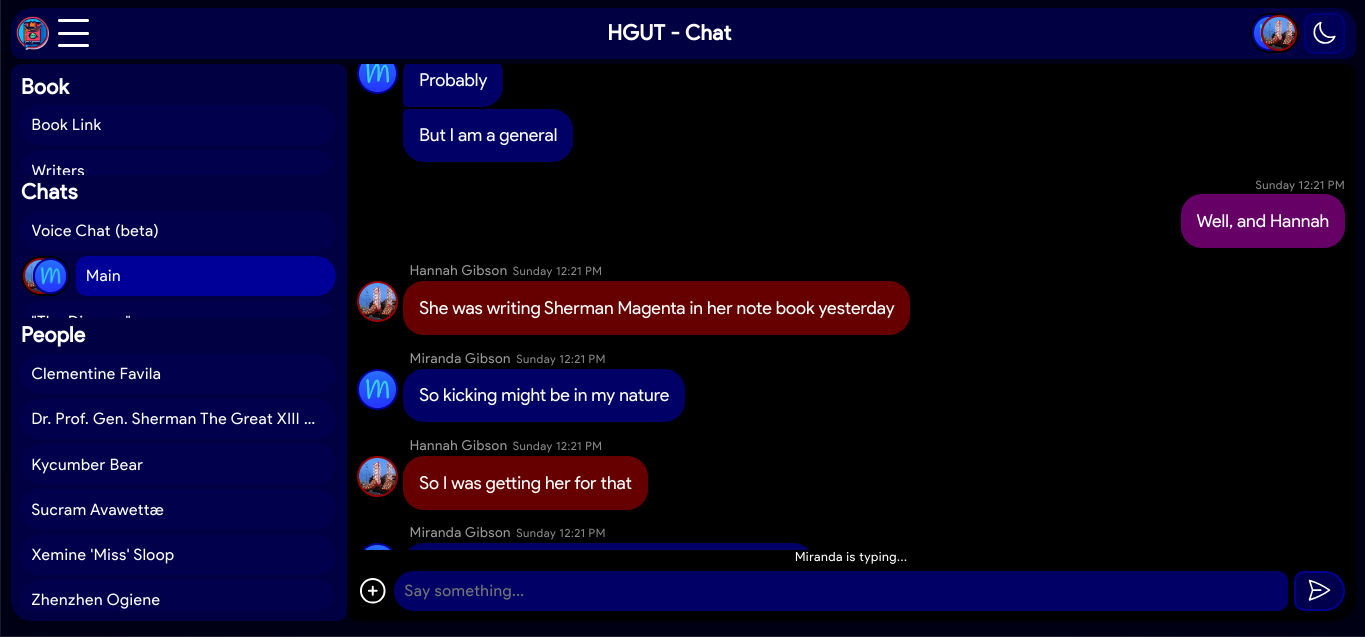 HGUT - Chat
Book
Book Link
Writers
Chats
Voice Chat (beta)
Main
People
Clementine Favila
Dr. Prof. Gen. Sherman The Great XIII ...
Kycumber Bear
Sucram Avawettæ
Xemine 'Miss' Sloop
Zhenzhen Ogiene
Probably
But I am a general
Sunday 12:21 PM
Well, and Hannah
Hannah Gibson Sunday 12:21 PM
She was writing Sherman Magenta in her note book yesterday
Miranda Gibson Sunday 12:21 PM
So kicking might be in my nature
Hannah Gibson Sunday 12:21 PM
So I was getting her for that
Miranda Gibson Sunday 12:21 PM
Miranda is typing...
Say something...